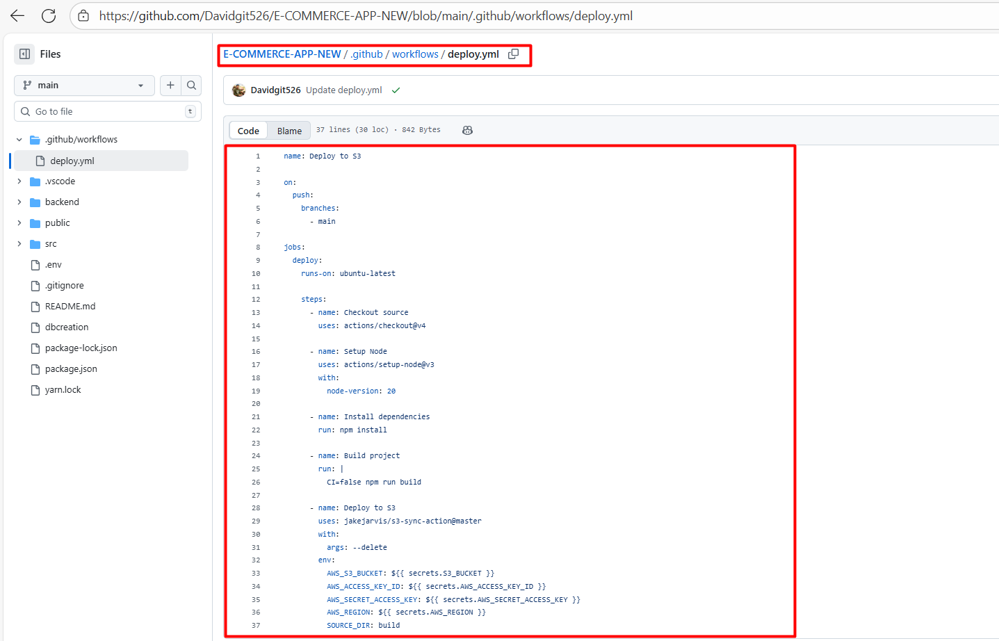 https://github.com/Davidgit526/E-COMMERCE-APP-NEW/blob/main/.github/workflows/deploy.yml
Files
main
Go to file
t
.github/workflows
deploy.yml
.vscode
backend
public
src
.env
.gitignore
README.md
dbcreation
package-lock.json
package.json
yarn.lock
E-COMMERCE-APP-NEW / .github / workflows / deploy.yml
Davidgit526 Update deploy.yml
Code Blame 37 lines (30 loc) · 842 Bytes
1 name: Deploy to S3
2
3 on:
4 push:
5 branches:
6 - main
7
8 jobs:
9 deploy:
10 runs-on: ubuntu-latest
11
12 steps:
13 - name: Checkout source
14 uses: actions/checkout@v4
15
16 - name: Setup Node
17 uses: actions/setup-node@v3
18 with:
19 node-version: 20
20
21 - name: Install dependencies
22 run: npm install
23
24 - name: Build project
25 run: |
26 CI=false npm run build
27
28 - name: Deploy to S3
29 uses: jakejarvis/s3-sync-action@master
30 with:
31 args: --delete
32 env:
33 AWS_S3_BUCKET: ${{ secrets.S3_BUCKET }}
34 AWS_ACCESS_KEY_ID: ${{ secrets.AWS_ACCESS_KEY_ID }}
35 AWS_SECRET_ACCESS_KEY: ${{ secrets.AWS_SECRET_ACCESS_KEY }}
36 AWS_REGION: ${{ secrets.AWS_REGION }}
37 SOURCE_DIR: build